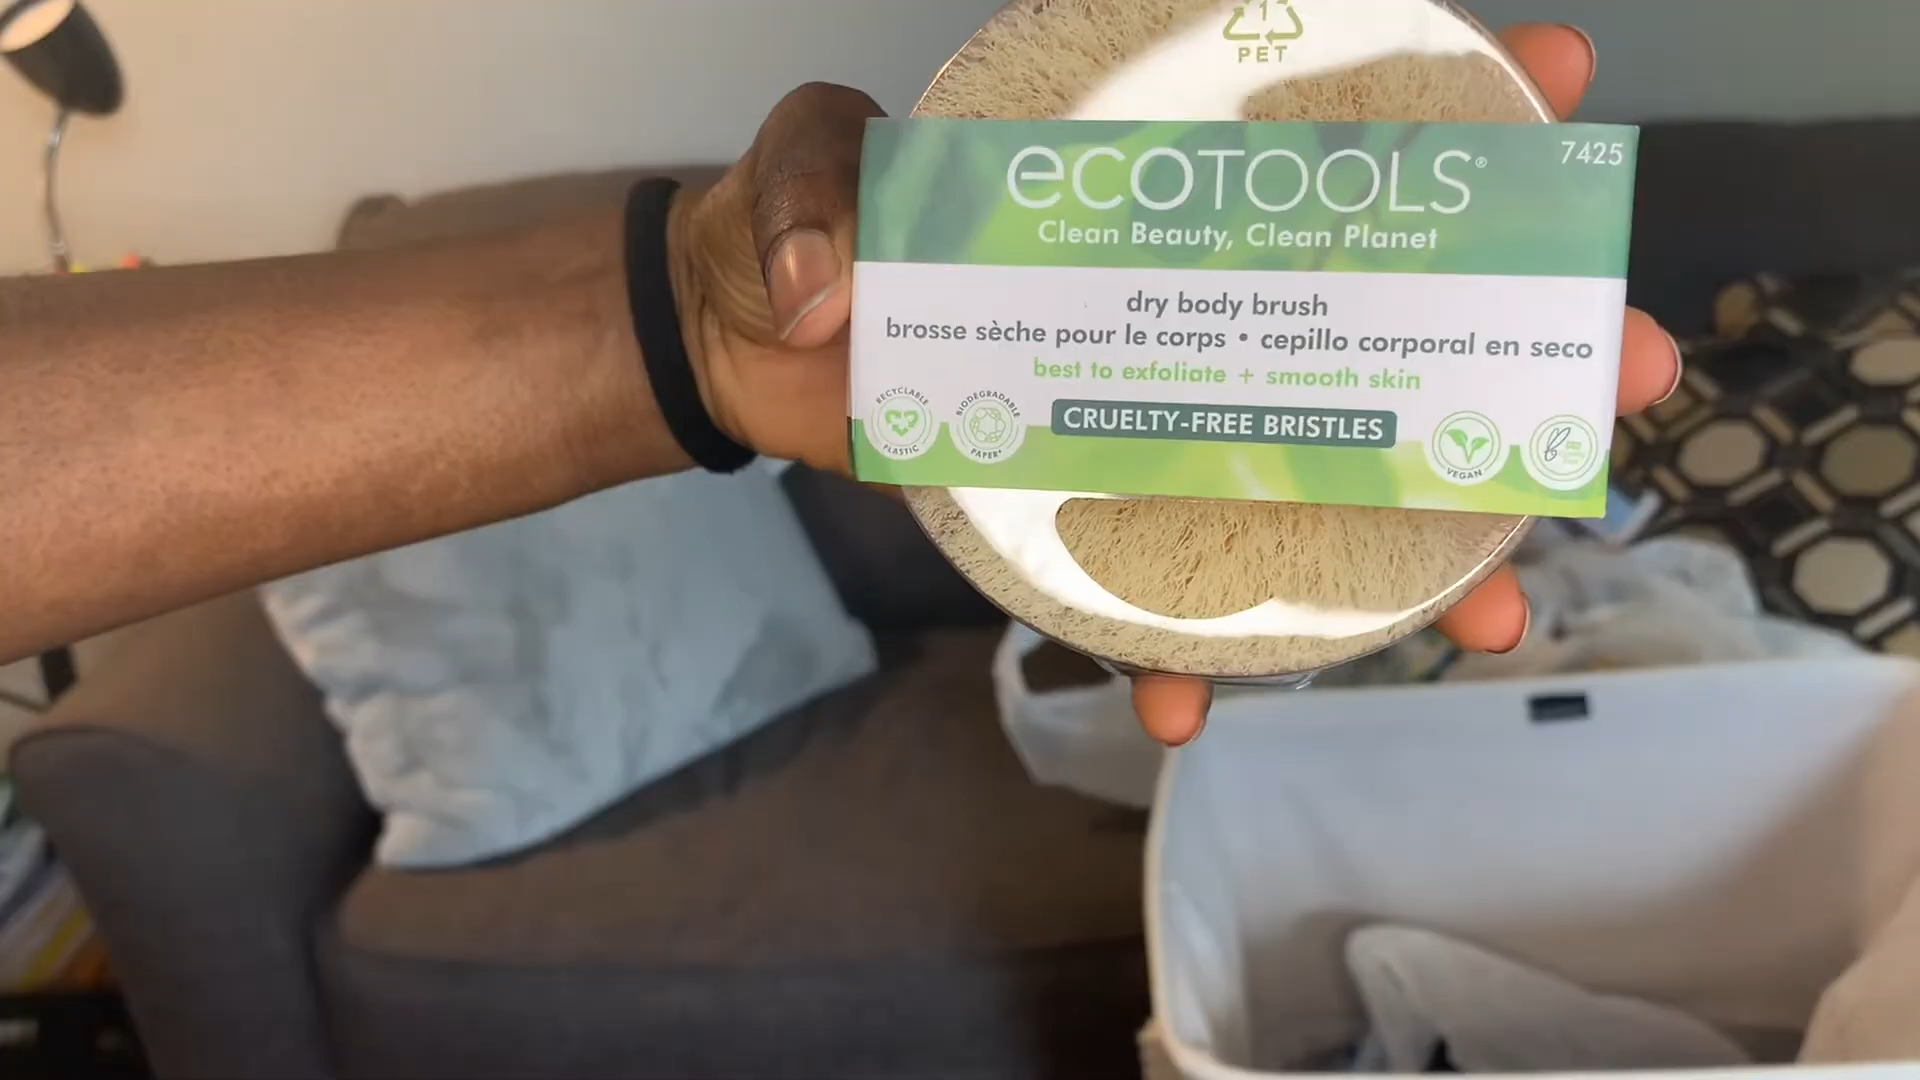 1
PET
ecoTOOLS®
7425
Clean Beauty, Clean Planet
dry body brush
brosse sèche pour le corps • cepillo corporal en seco
best to exfoliate + smooth skin
RECYCLABLE
PLASTIC
BIODEGRADABLE
PAPER+
CRUELTY-FREE BRISTLES
VEGAN